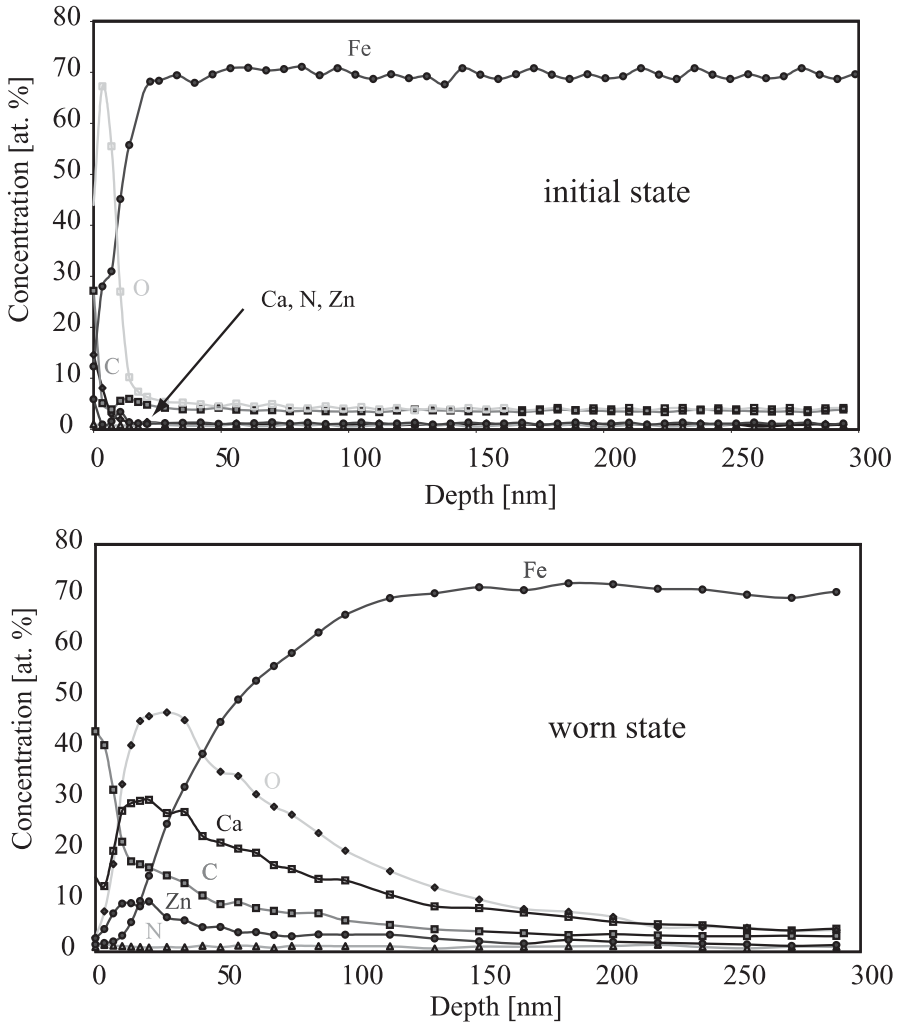 80
70
60
50
40
30
20
10
0
Concentration [at. %]
Fe
initial state
O
Ca, N, Zn
C
0 50 100 150 200 250 300
Depth [nm]
80
70
60
50
40
30
20
10
0
Concentration [at. %]
Fe
worn state
O
Ca
C
Zn
N
0 50 100 150 200 250 300
Depth [nm]